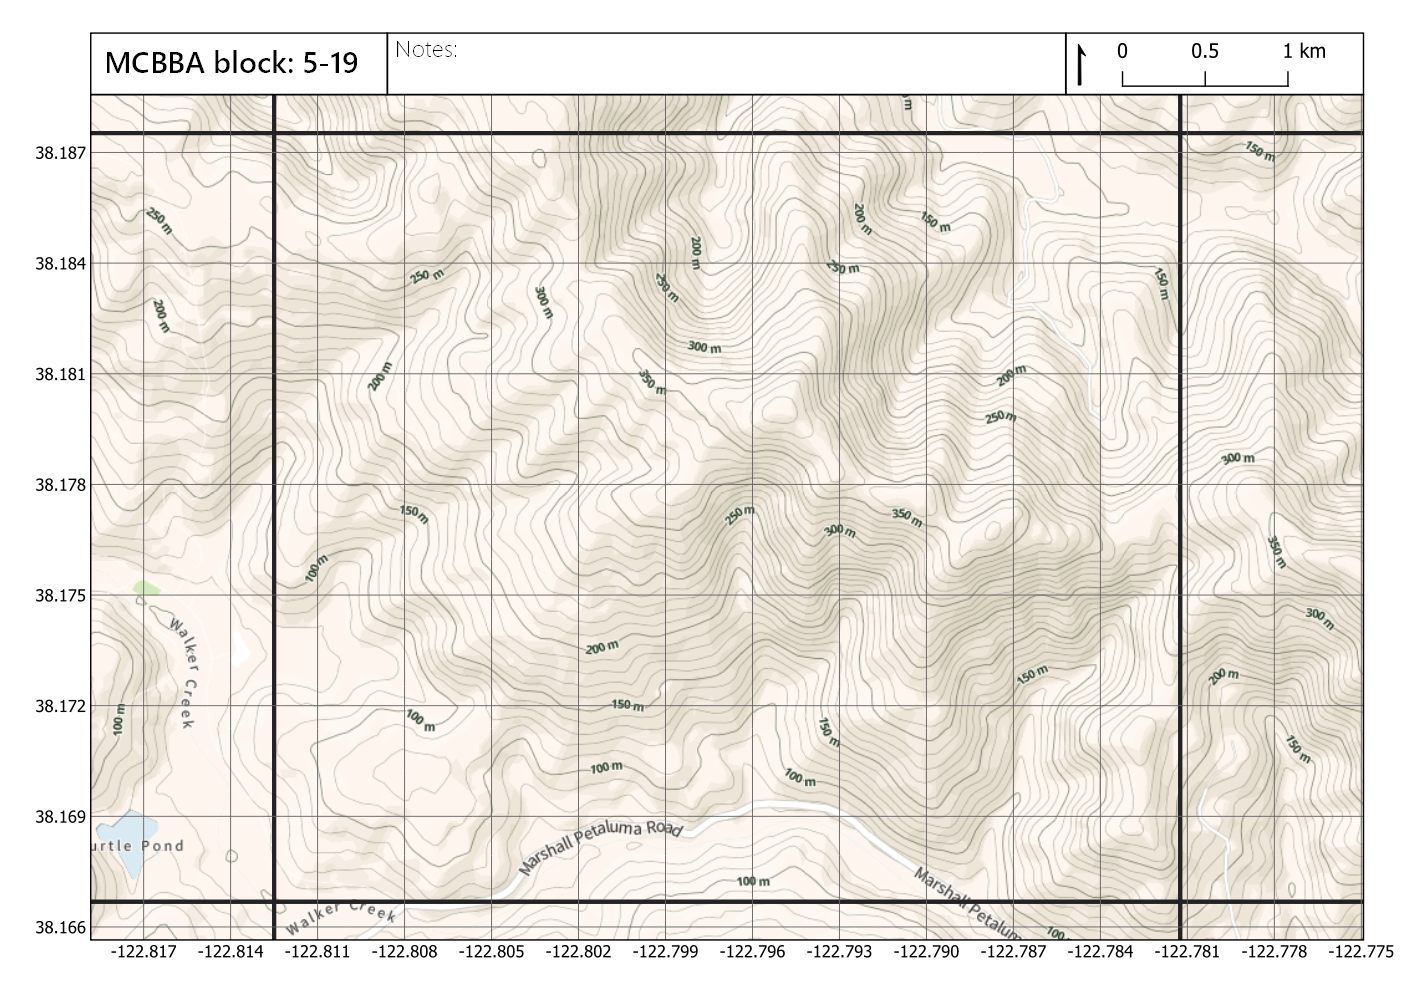 MCBBA block: 5-19
Notes:
0 0.5 1 km
m
38.187
150 m
250 m
200 m
150 m
200 m
38.184
250 m
250 m
150 m
250 m
300 m
200 m
300 m
350 m
200 m
38.181
200 m
250 m
300 m
38.178
150 m
250 m
350 m
300 m
350 m
100 m
38.175
300 m
Walker Creek
200 m
150 m
200 m
38.172
100 m
100 m
150 m
150 m
150 m
100 m
100 m
38.169
Marshall Petaluma Road
urtle Pond
100 m
Marshall Petaluma
Walker Creek
100
38.166
-122.817 -122.814 -122.811 -122.808 -122.805 -122.802 -122.799 -122.796 -122.793 -122.790 -122.787 -122.784 -122.781 -122.778 -122.775